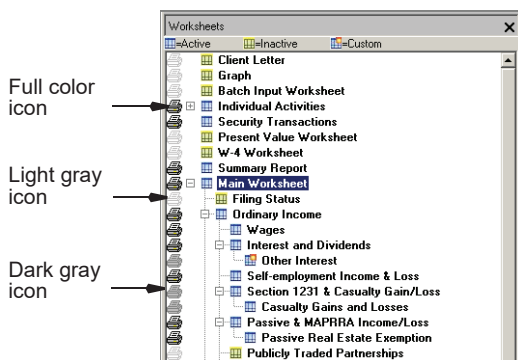 Worksheets
=Active =Inactive =Custom
Client Letter
Graph
Batch Input Worksheet
Full color
icon
Individual Activities
Security Transactions
Present Value Worksheet
W-4 Worksheet
Summary Report
Light gray
icon
Main Worksheet
Filing Status
Ordinary Income
Wages
Interest and Dividends
Other Interest
Dark gray
icon
Self-employment Income & Loss
Section 1231 & Casualty Gain/Loss
Casualty Gains and Losses
Passive & MAPRRA Income/Loss
Passive Real Estate Exemption
Publicly Traded Partnerships